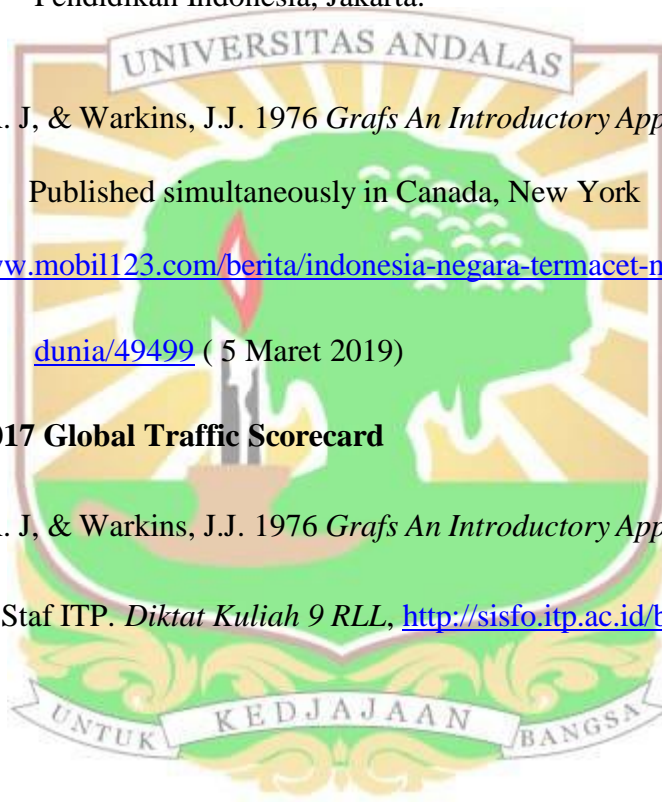 Pendidikan Indonesia, Jakarta.
UNIVERSITAS ANDALAS
. J, & Warkins, J.J. 1976 Grafs An Introductory App
Published simultaneously in Canada, New York
w.mobil123.com/berita/indonesia-negara-termacet-n
dunia/49499 ( 5 Maret 2019)
017 Global Traffic Scorecard
. J, & Warkins, J.J. 1976 Grafs An Introductory App
Staf ITP. Diktat Kuliah 9 RLL, http://sisfo.itp.ac.id/b
UNTUK KEDJAJAAN BANGSA